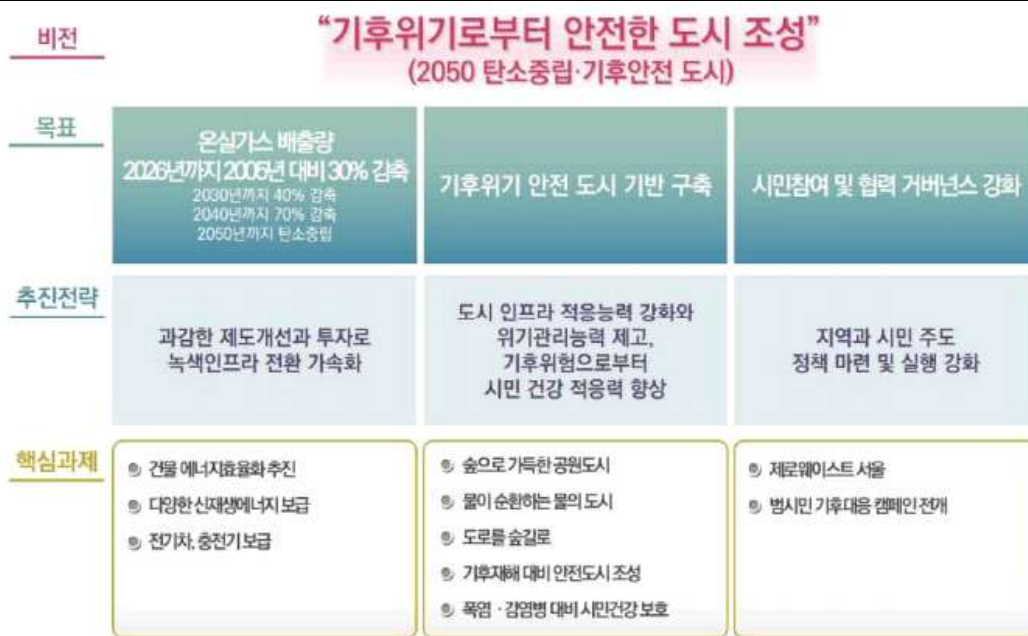 비전
“기후위기로부터 안전한 도시 조성”
(2050 탄소중립·기후안전 도시)
목표
온실가스 배출량
2026년까지 2005년 대비 30% 감축
2030년까지 40% 감축
2040년까지 70% 감축
2050년까지 탄소중립
기후위기 안전 도시 기반 구축
시민참여 및 협력 거버넌스 강화
추진전략
과감한 제도개선과 투자로
녹색인프라 전환 가속화
도시 인프라 적응능력 강화와
위기관리능력 제고,
기후위험으로부터
시민 건강 적응력 향상
지역과 시민 주도
정책 마련 및 실행 강화
핵심과제
건물 에너지효율화 추진
다양한 신재생에너지 보급
전기차, 충전기 보급
숲으로 가득한 공원도시
물이 순환하는 물의 도시
도로를 숲길로
기후재해 대비 안전도시 조성
폭염·감염병 대비 시민건강 보호
제로웨이스트 서울
범시민 기후대응 캠페인 전개